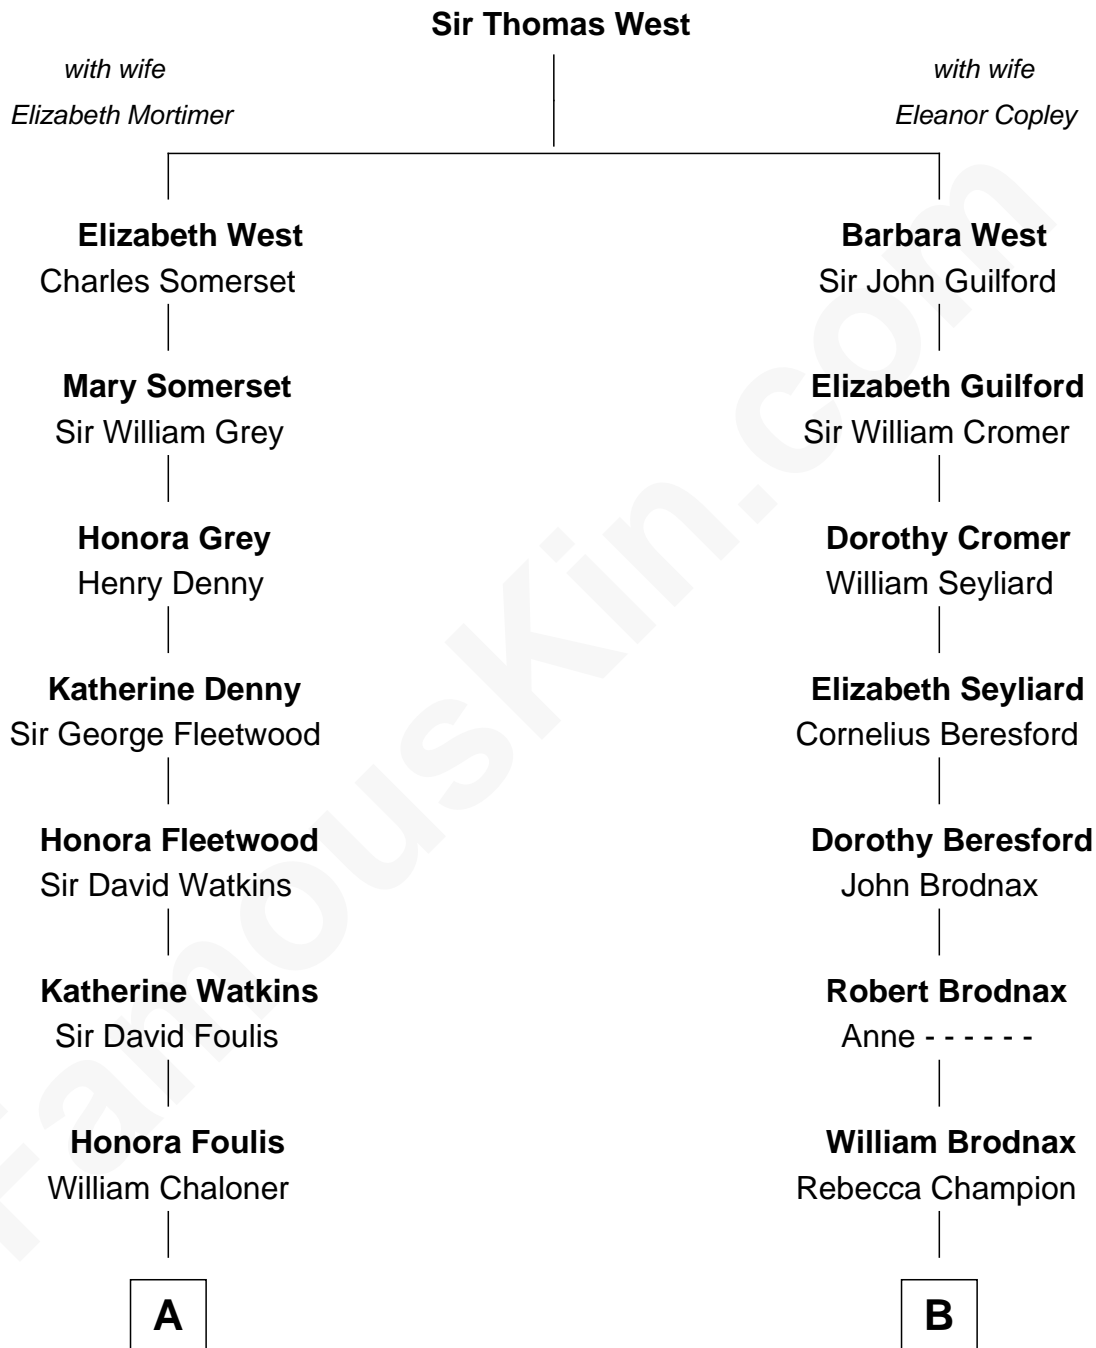 Sir Thomas West
with wife
Elizabeth Mortimer
with wife
Eleanor Copley
Elizabeth West
Charles Somerset
Barbara West
Sir John Guilford
Mary Somerset
Sir William Grey
Elizabeth Guilford
Sir William Cromer
Honora Grey
Henry Denny
Dorothy Cromer
William Seyliard
Katherine Denny
Sir George Fleetwood
Elizabeth Seyliard
Cornelius Beresford
Honora Fleetwood
Sir David Watkins
Dorothy Beresford
John Brodnax
Katherine Watkins
Sir David Foulis
Robert Brodnax
Anne - - - - - -
Honora Foulis
William Chaloner
William Brodnax
Rebecca Champion
A
B
FamousKin.com